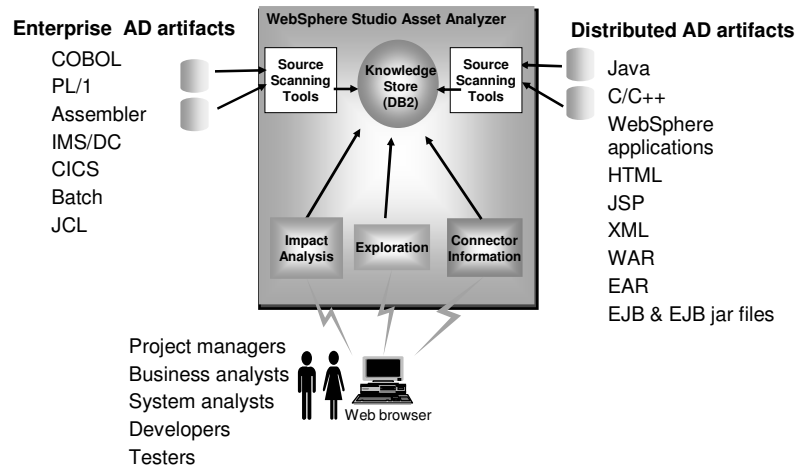 WebSphere Studio Asset Analyzer
Enterprise AD artifacts
COBOL
PL/1
Assembler
IMS/DC
CICS
Batch
JCL
Source
Scanning
Tools
Knowledge
Store
(DB2)
Source
Scanning
Tools
Distributed AD artifacts
Java
C/C++
WebSphere
applications
HTML
JSP
XML
WAR
EAR
EJB & EJB jar files
Impact
Analysis
Exploration
Connector
Information
Project managers
Business analysts
System analysts
Developers
Testers
Web browser